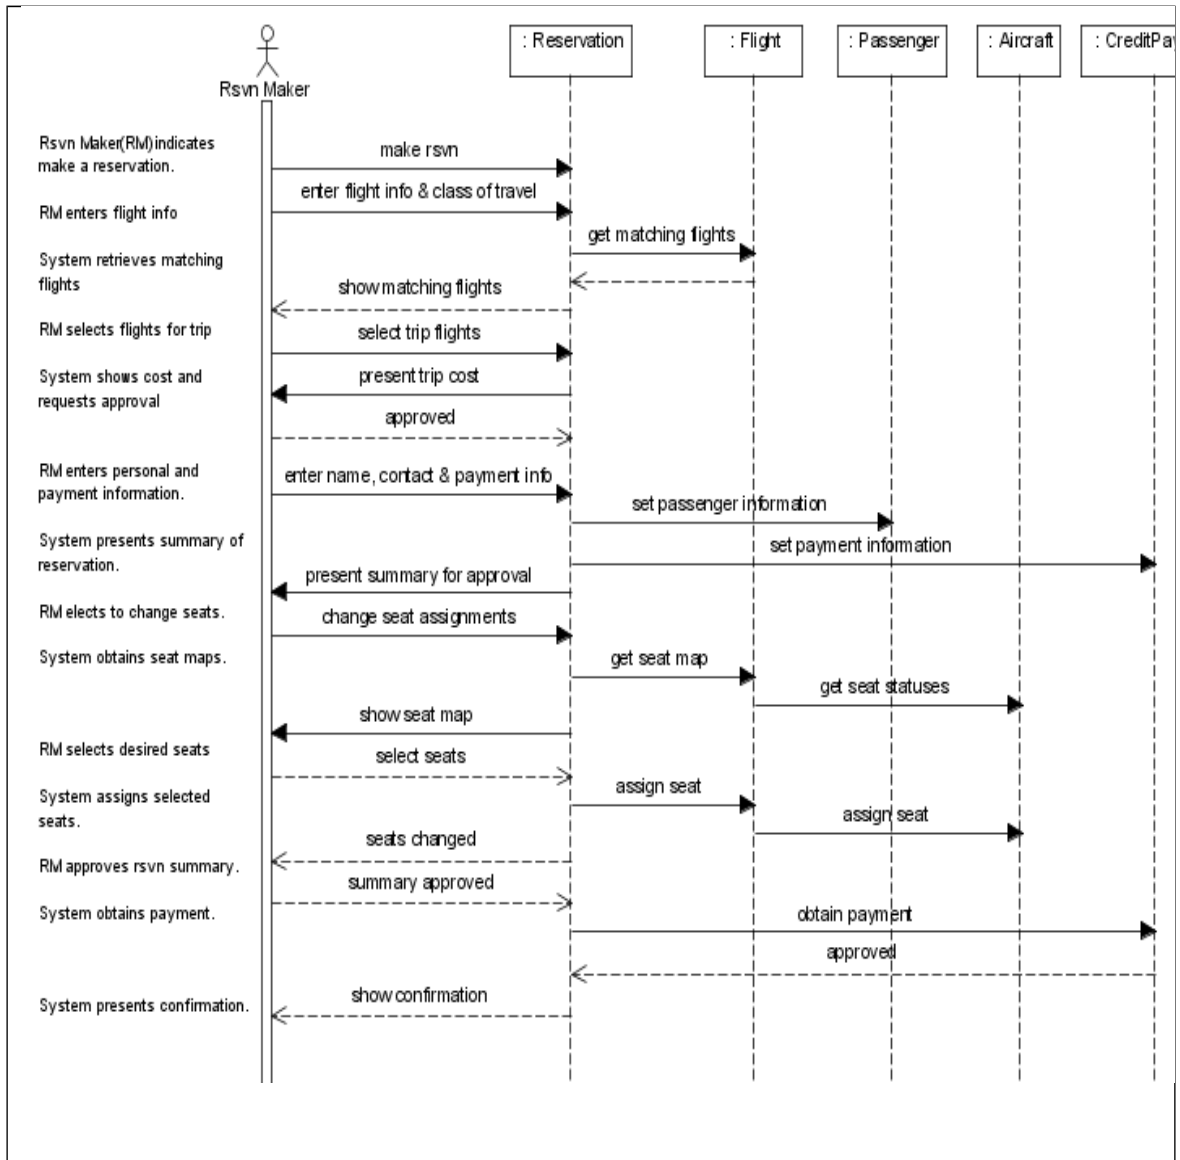 : Reservation
: Flight
: Passenger
: Aircraft
: CreditPay
Rsvn Maker
Rsvn Maker(RM)indicates
make a reservation.
make rsvn
enter flight info & class of travel
RM enters flight info
get matching flights
System retrieves matching
flights
show matching flights
RM selects flights for trip
select trip flights
System shows cost and
requests approval
present trip cost
approved
RM enters personal and
payment information.
enter name, contact & payment info
set passenger information
System presents summary of
reservation.
set payment information
present summary for approval
RM elects to change seats.
change seat assignments
System obtains seat maps.
get seat map
get seat statuses
show seat map
RM selects desired seats
select seats
System assigns selected
seats.
assign seat
assign seat
seats changed
RM approves rsvn summary.
summary approved
System obtains payment.
obtain payment
approved
show confirmation
System presents confirmation.